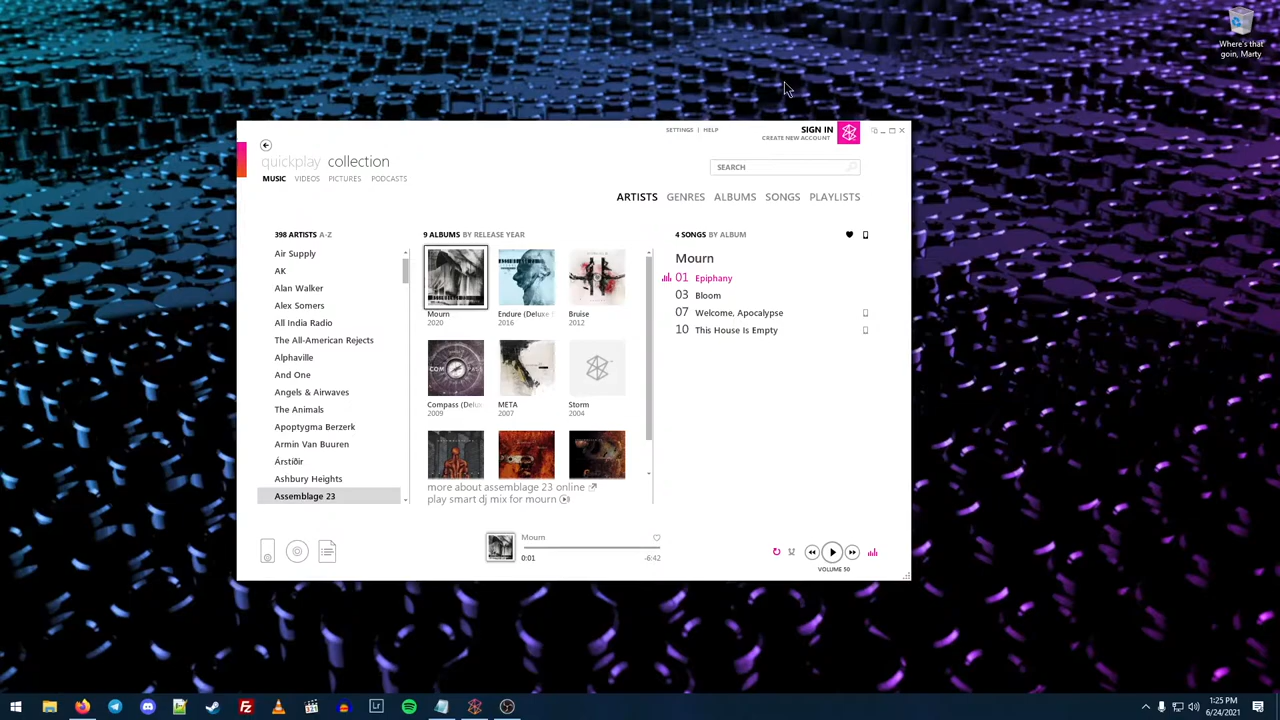 Where's that
goin, Marty
SETTINGS | HELP
SIGN IN
CREATE NEW ACCOUNT
quickplay collection
SEARCH
MUSIC VIDEOS PICTURES PODCASTS
ARTISTS GENRES ALBUMS SONGS PLAYLISTS
398 ARTISTS A-Z
Air Supply
AK
Alan Walker
Alex Somers
All India Radio
The All-American Rejects
Alphaville
And One
Angels & Airwaves
The Animals
Apoptygma Berzerk
Armin Van Buuren
Árstíðir
Ashbury Heights
Assemblage 23
9 ALBUMS BY RELEASE YEAR
Mourn
2020
Endure (Deluxe
2016
Bruise
2012
COMPASS
Compass (Delu
2009
META
2007
Storm
2004
more about assemblage 23 online
play smart dj mix for mourn
4 SONGS BY ALBUM
Mourn
01 Epiphany
03 Bloom
07 Welcome, Apocalypse
10 This House Is Empty
Mourn
0:01
-6:42
VOLUME 50
Lr
1:25 PM
6/24/2021